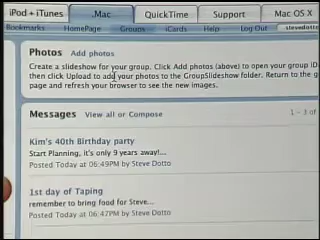 iPod + iTunes .Mac QuickTime Support Mac OS X
Bookmarks HomePage Groups iCards Help Log Out stevedotto
Photos Add photos
Create a slideshow for your group. Click Add photos (above) to open your group iD
then click Upload to add your photos to the GroupSlideshow folder. Return to the g
page and refresh your browser to see the new images.
Messages View all or Compose 1 - 3 of
Kim's 40th Birthday party
Start Planning, it's only 9 years away!...
Posted Today at 06:49PM by Steve Dotto
1st day of Taping
remember to bring food for Steve...
Posted Today at 06:47PM by Steve Dotto